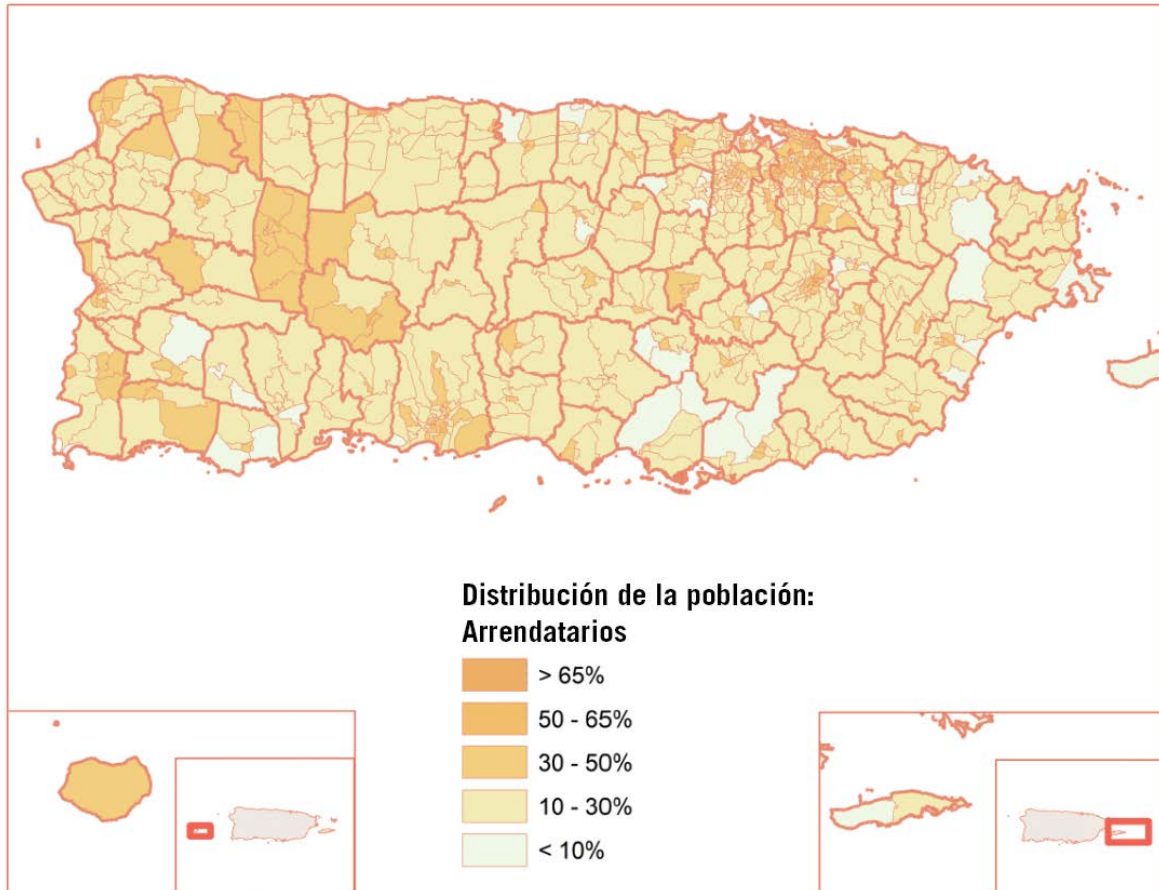 Distribución de la población:
Arrendatarios
> 65%
50 - 65%
30 - 50%
10 - 30%
< 10%